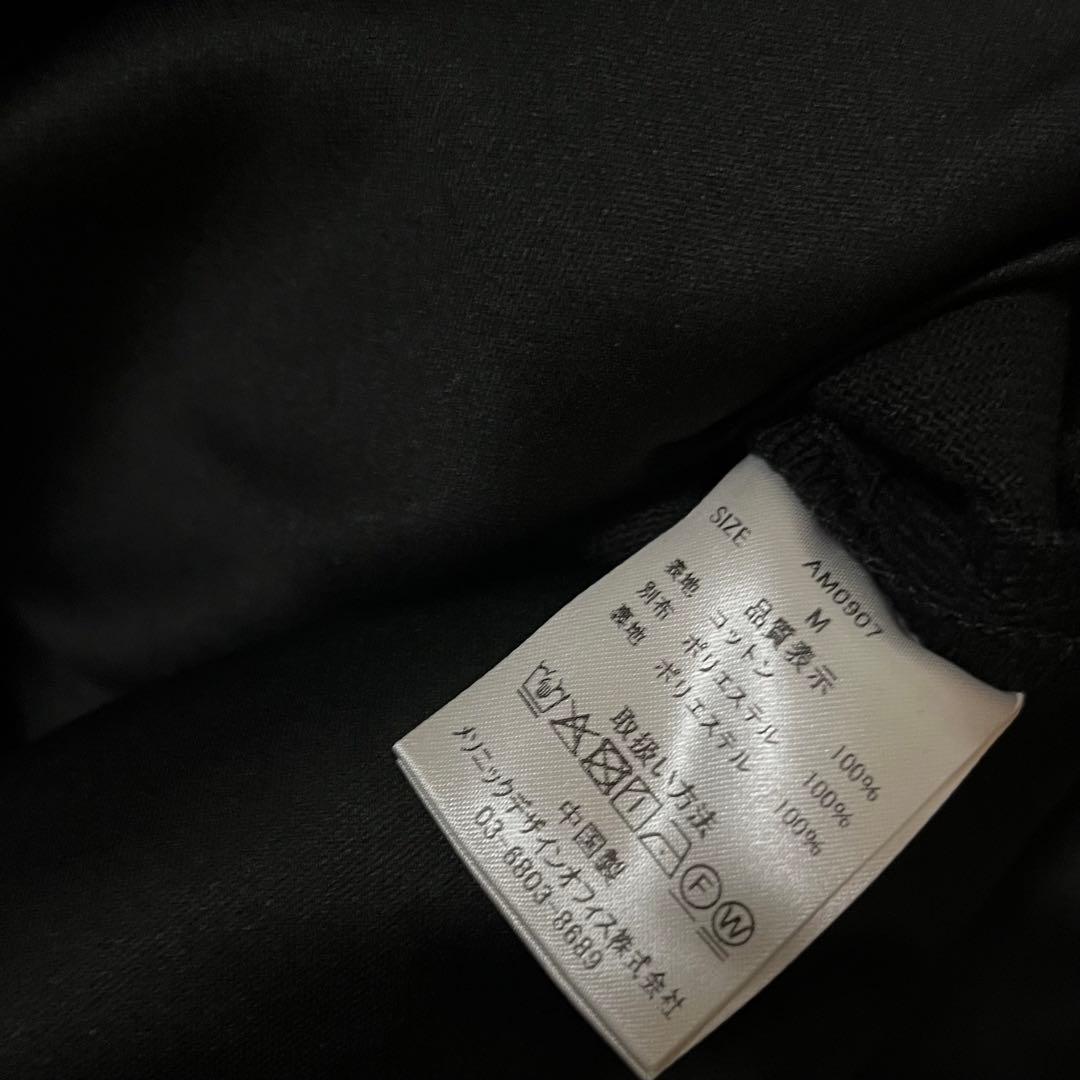 AM0907
SIZE M
品質表示
表地 コットン 100%
別布 ポリエステル 100%
裏地 ポリエステル 100%
取扱い方法
F W
中国製
メソニックデザインオフィス株式会社
03-6803-8689